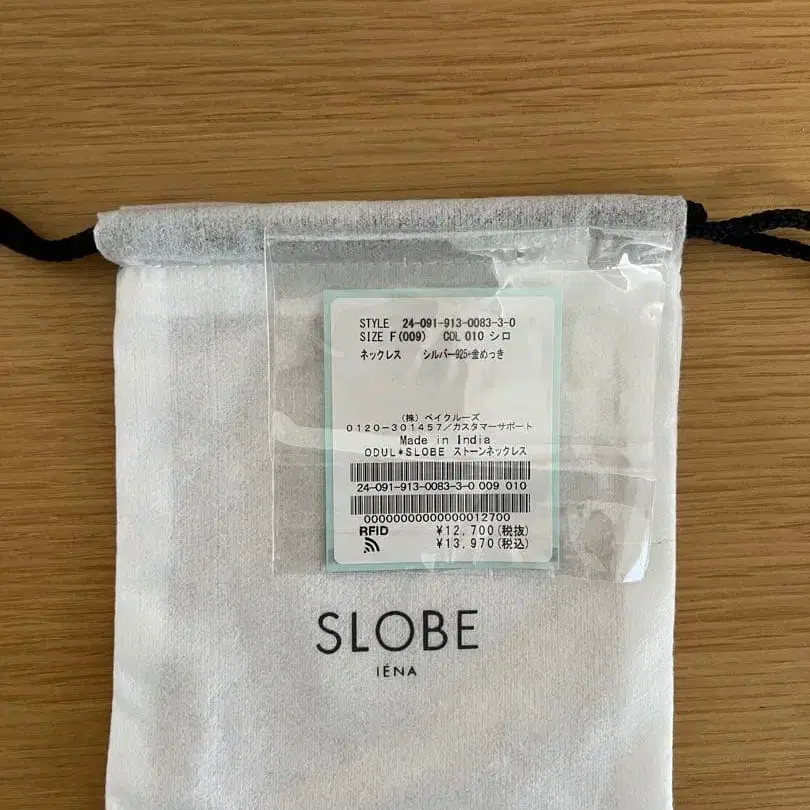 STYLE 24-091-913-0083-3-0
SIZE F(009) COL 010 シロ
ネックレス シルバー925+金めっき
(株) ベイクルーズ
0120-301457/カスタマーサポート
Made in India
ODUL*SLOBE ストーンネックレス
24-091-913-0083-3-0 009 010
00000000000000012700
RFID ¥12,700(税抜)
¥13,970(税込)
SLOBE
IÉNA